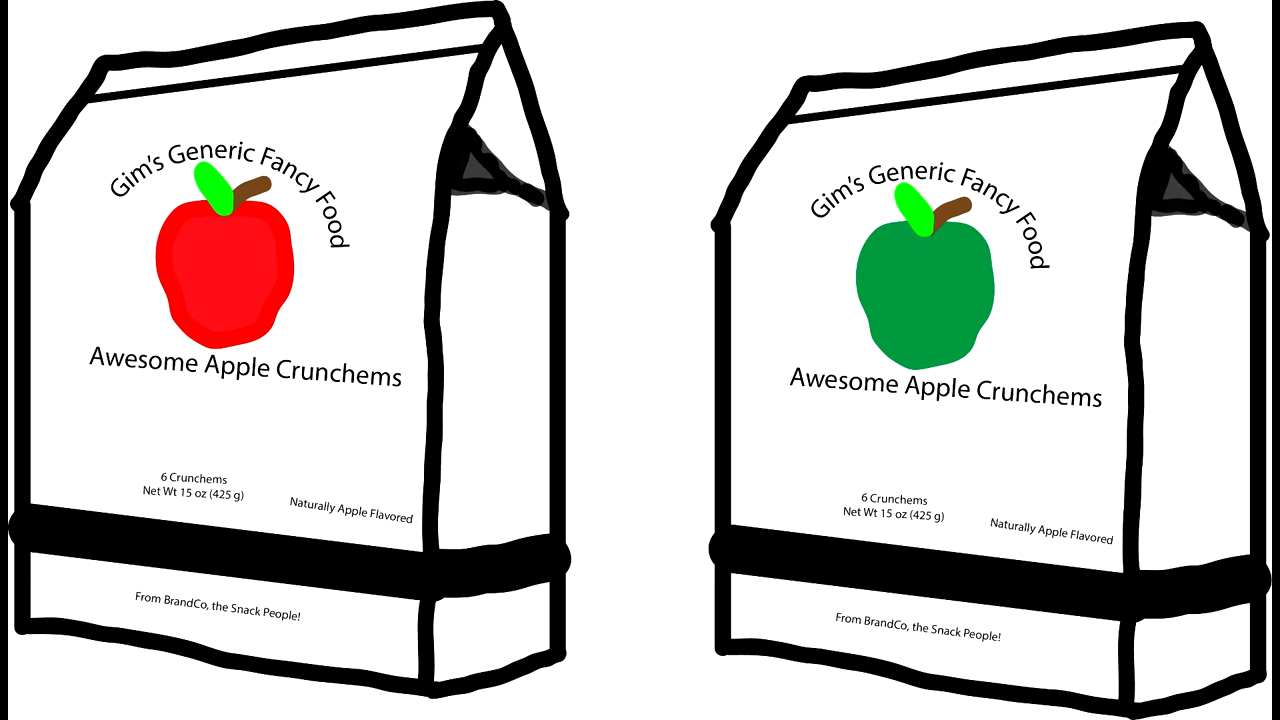 Gim's Generic Fancy Food
Awesome Apple Crunchems
6 Crunchems
Net Wt 15 oz (425 g)
Naturally Apple Flavored
From BrandCo, the Snack People!
Gim's Generic Fancy Food
Awesome Apple Crunchems
6 Crunchems
Net Wt 15 oz (425 g)
Naturally Apple Flavored
From BrandCo, the Snack People!